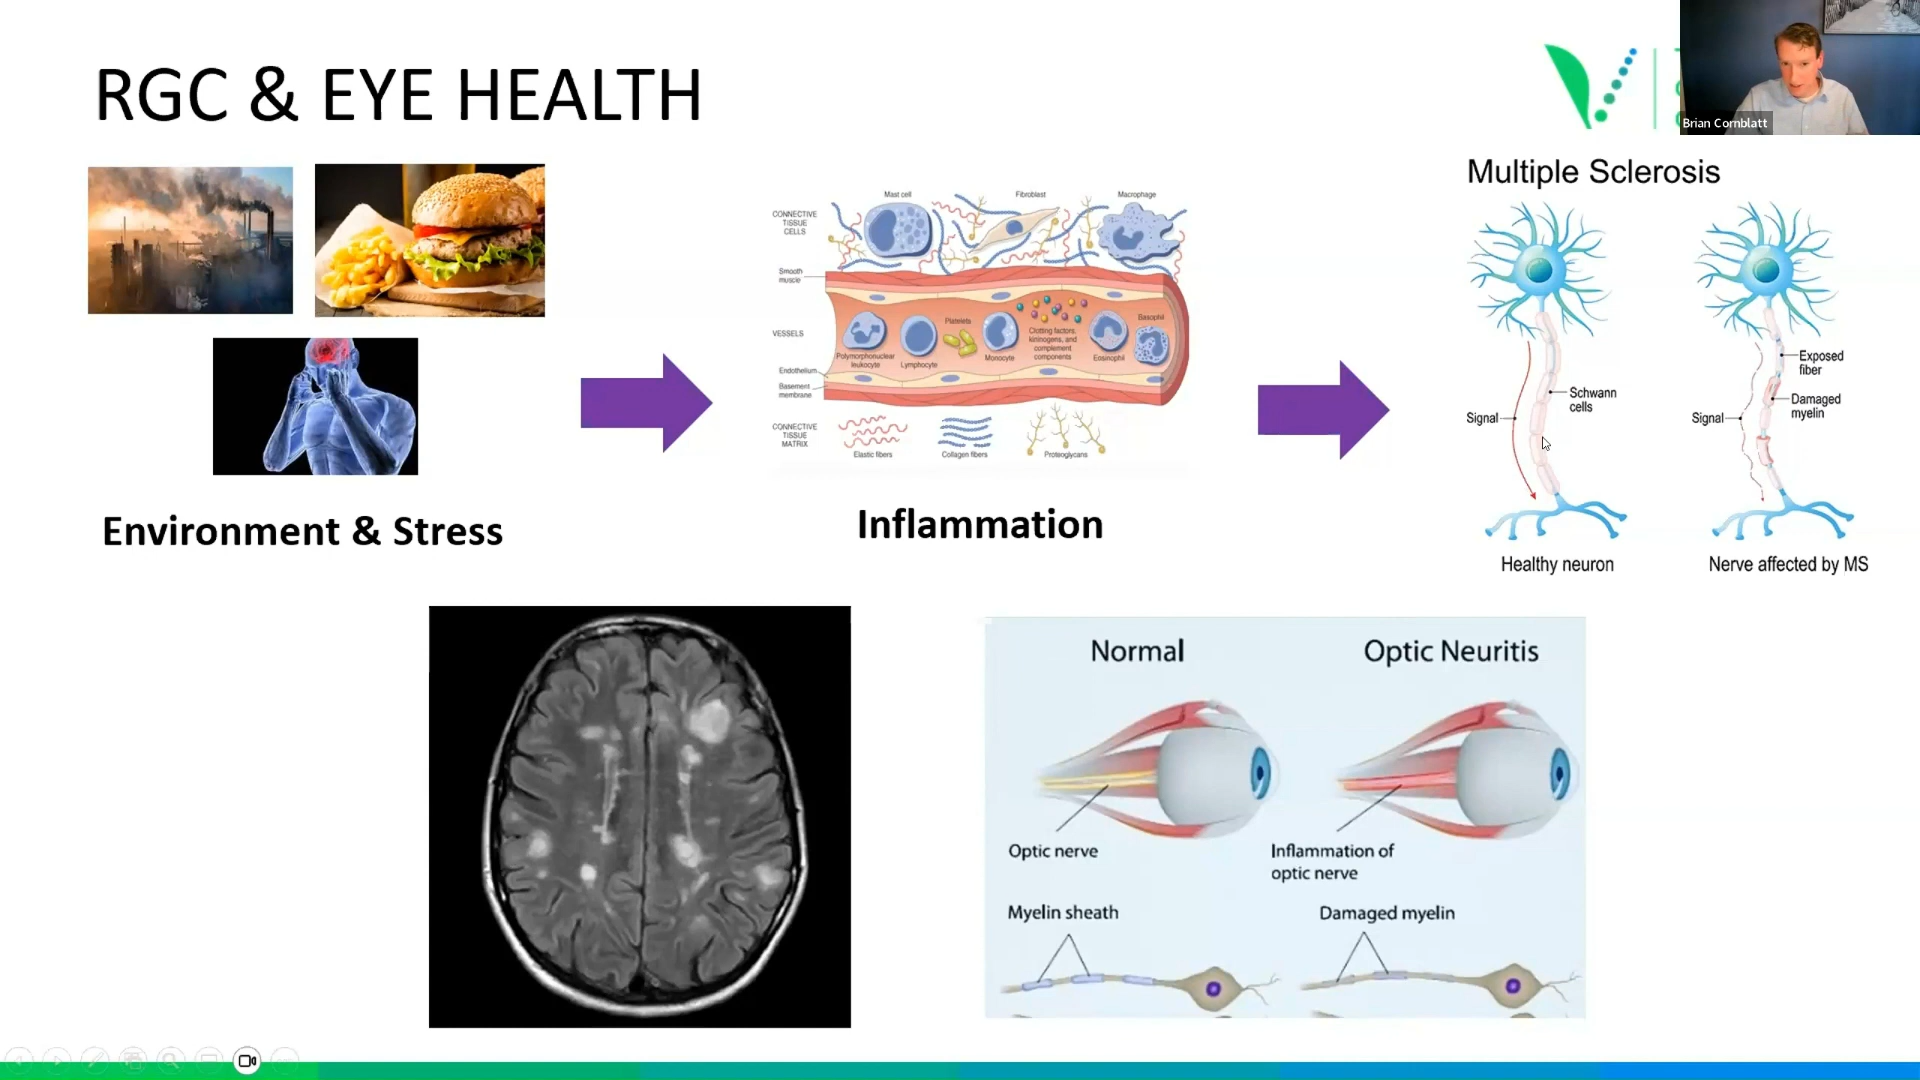 RGC & EYE HEALTH
Brian Cornblatt
Environment & Stress
Mast cell
Fibroblast
Macrophage
CONNECTIVE
TISSUE
CELLS
Smooth
muscle
VESSELS
Polymorphonuclear
leukocyte
Lymphocyte
Platelets
Monocyte
Clotting factors,
kininogens, and
complement
components
Eosinophil
Basophil
Endothelium
Basement
membrane
CONNECTIVE
TISSUE
MATRIX
Elastic fibers
Collagen fibers
Proteoglycans
Inflammation
Multiple Sclerosis
Signal
Schwann
cells
Healthy neuron
Signal
Exposed
fiber
Damaged
myelin
Nerve affected by MS
Normal
Optic nerve
Myelin sheath
Optic Neuritis
Inflammation of
optic nerve
Damaged myelin